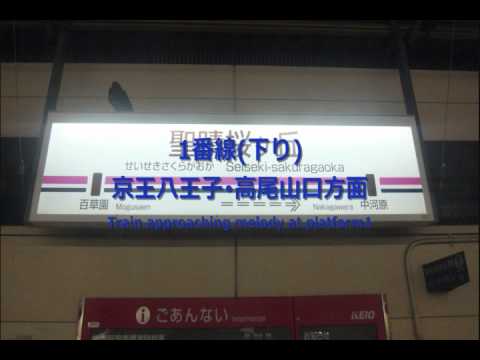 聖蹟桜ヶ丘
せいせきさくらがおか
Seiseki-sakuragaoka
1番線(下り)
京王八王子・高尾山口方面
百草園 Mogusaen
Nakagawara 中河原
Train approaching melody at platform1
ごあんない Information
KEIO